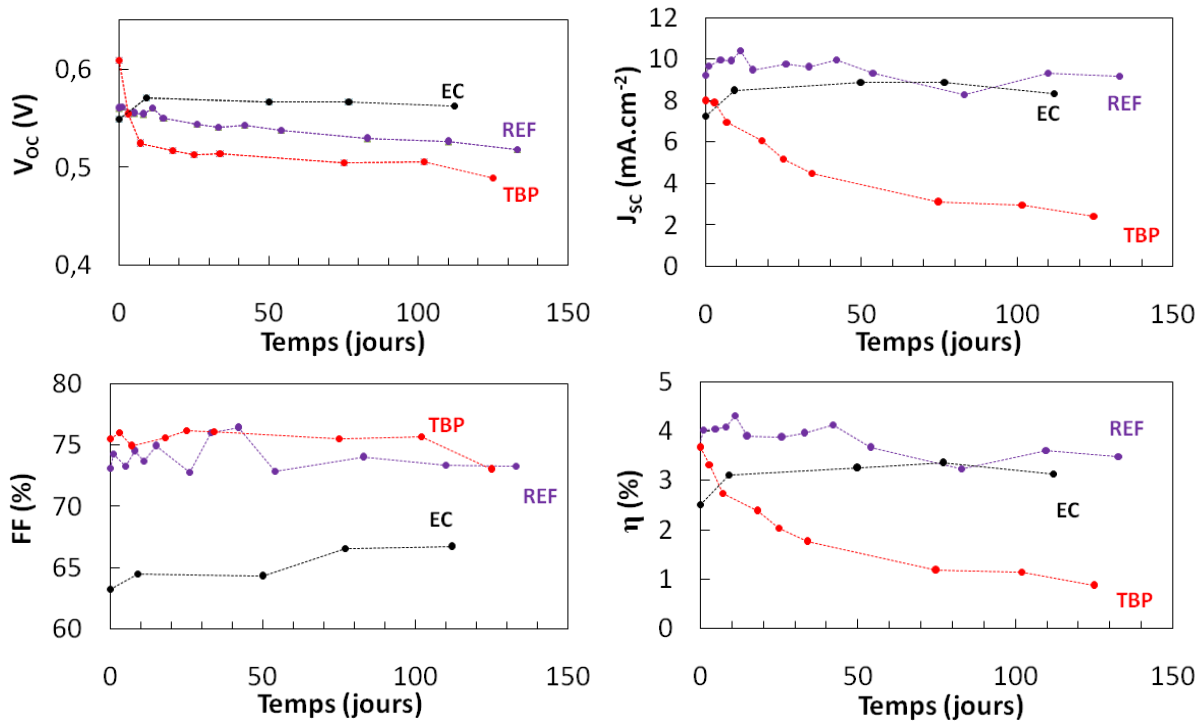 V_OC (V)
0,6
0,5
0,4
EC
REF
TBP
0 50 100 150
Temps (jours)
J_SC (mA.cm⁻²)
12
10
8
6
4
2
0
REF
EC
TBP
0 50 100 150
Temps (jours)
FF (%)
80
75
70
65
60
TBP
REF
EC
0 50 100 150
Temps (jours)
η (%)
5
4
3
2
1
0
REF
EC
TBP
0 50 100 150
Temps (jours)